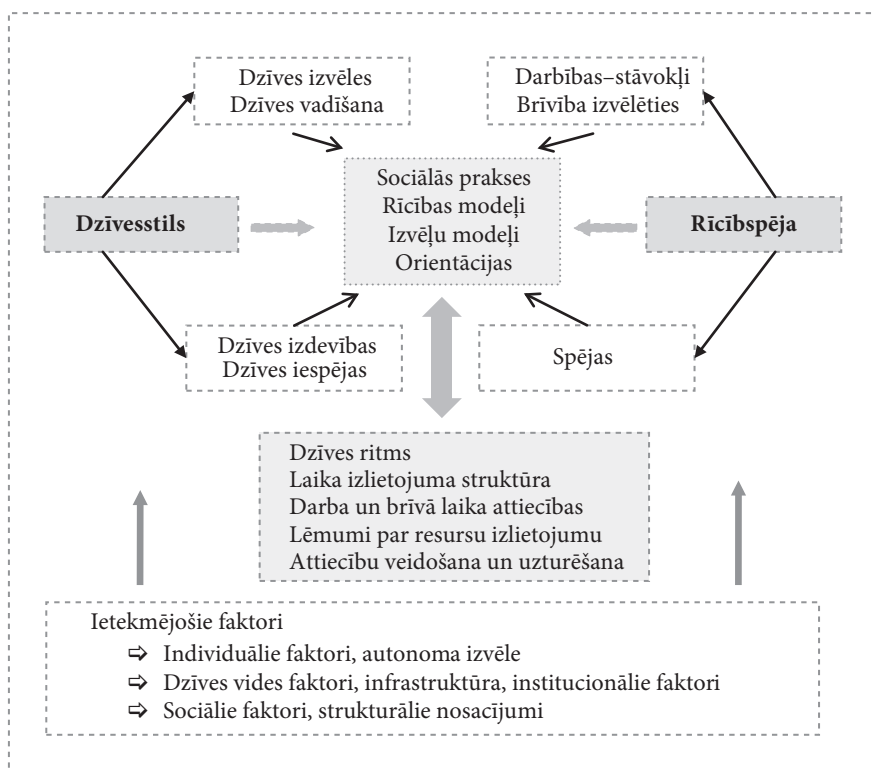 Dzīves izvēles
Dzīves vadīšana
Darbības–stāvokļi
Brīvība izvēlēties
Sociālās prakses
Rīcības modeļi
Izvēļu modeļi
Orientācijas
Dzīvesstils
Rīcībspēja
Dzīves izdevības
Dzīves iespējas
Spējas
Dzīves ritms
Laika izlietojuma struktūra
Darba un brīvā laika attiecības
Lēmumi par resursu izlietojumu
Attiecību veidošana un uzturēšana
Ietekmējošie faktori
⇨ Individuālie faktori, autonoma izvēle
⇨ Dzīves vides faktori, infrastruktūra, institucionālie faktori
⇨ Sociālie faktori, strukturālie nosacījumi